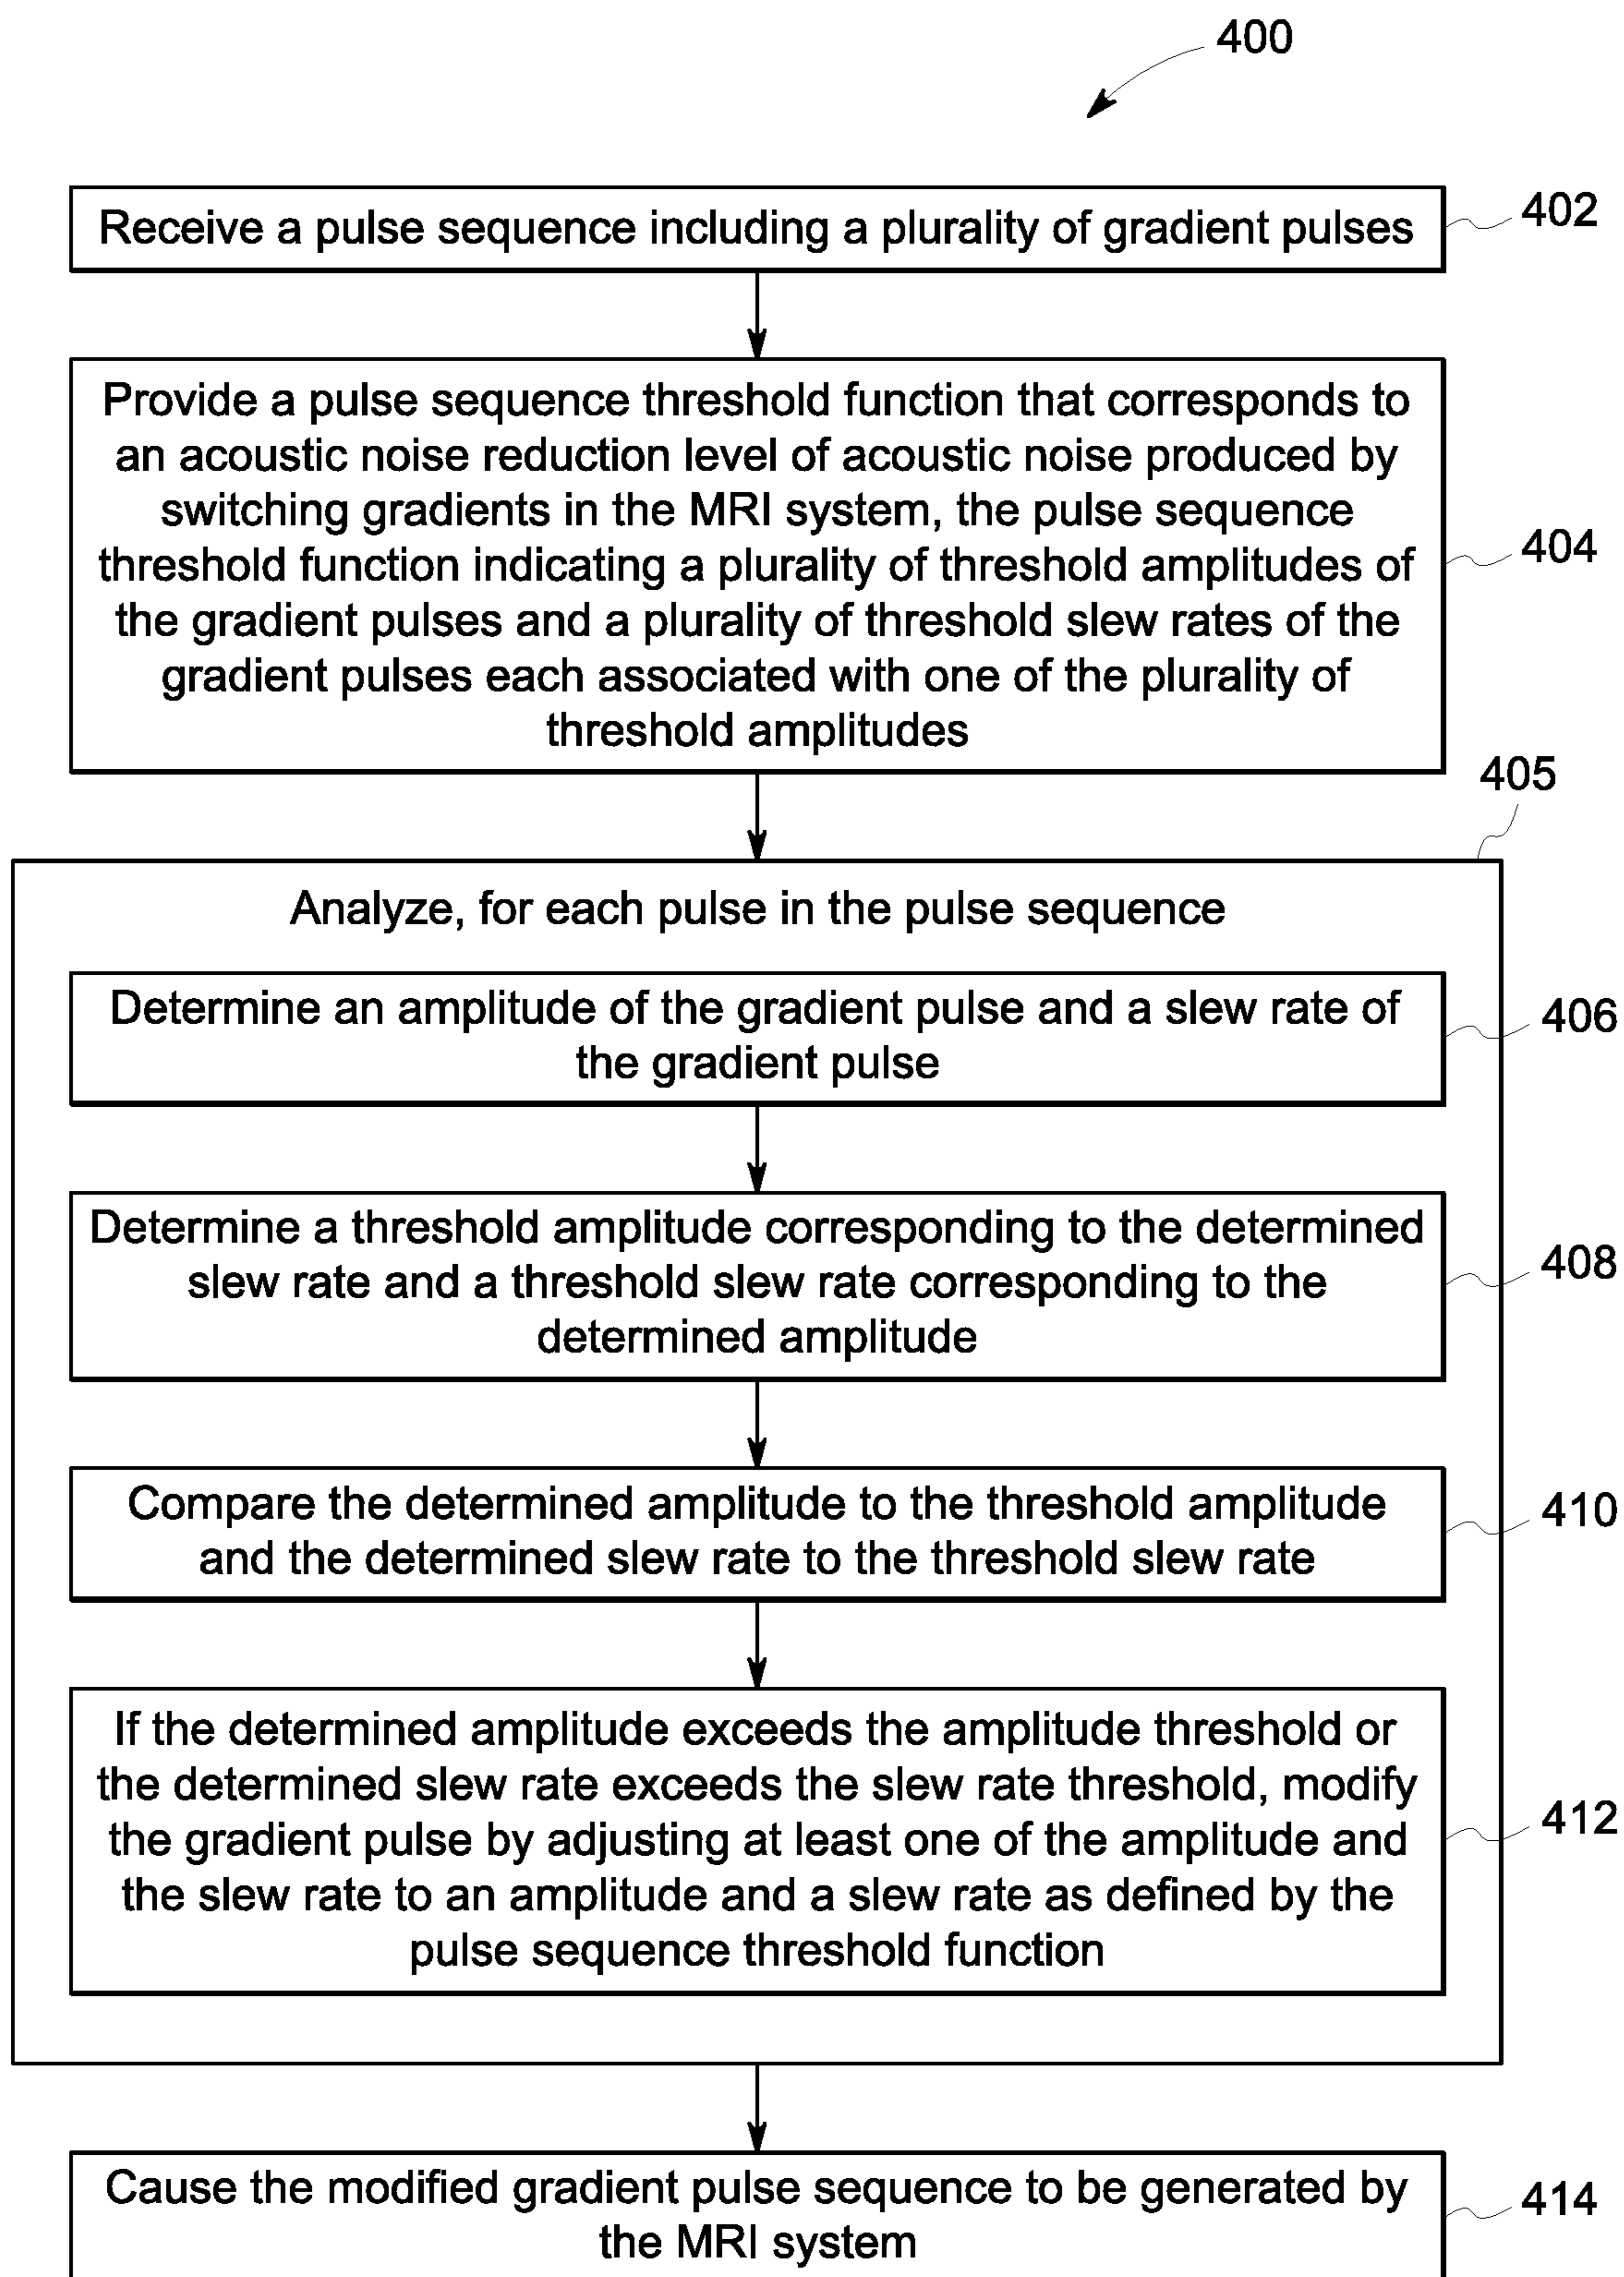 400
Receive a pulse sequence including a plurality of gradient pulses
402
Provide a pulse sequence threshold function that corresponds to
an acoustic noise reduction level of acoustic noise produced by
switching gradients in the MRI system, the pulse sequence
threshold function indicating a plurality of threshold amplitudes of
the gradient pulses and a plurality of threshold slew rates of the
gradient pulses each associated with one of the plurality of
threshold amplitudes
404
405
Analyze, for each pulse in the pulse sequence
Determine an amplitude of the gradient pulse and a slew rate of
the gradient pulse
406
Determine a threshold amplitude corresponding to the determined
slew rate and a threshold slew rate corresponding to the
determined amplitude
408
Compare the determined amplitude to the threshold amplitude
and the determined slew rate to the threshold slew rate
410
If the determined amplitude exceeds the amplitude threshold or
the determined slew rate exceeds the slew rate threshold, modify
the gradient pulse by adjusting at least one of the amplitude and
the slew rate to an amplitude and a slew rate as defined by the
pulse sequence threshold function
412
Cause the modified gradient pulse sequence to be generated by
the MRI system
414